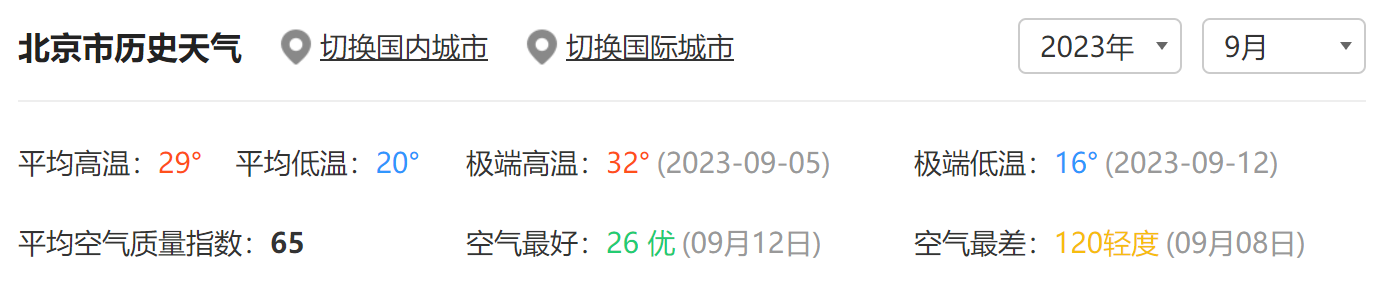 北京市历史天气 切换国内城市 切换国际城市 2023年 9月
平均高温：29° 平均低温：20° 极端高温：32° (2023-09-05) 极端低温：16° (2023-09-12)
平均空气质量指数：65 空气最好：26 优 (09月12日) 空气最差：120轻度 (09月08日)